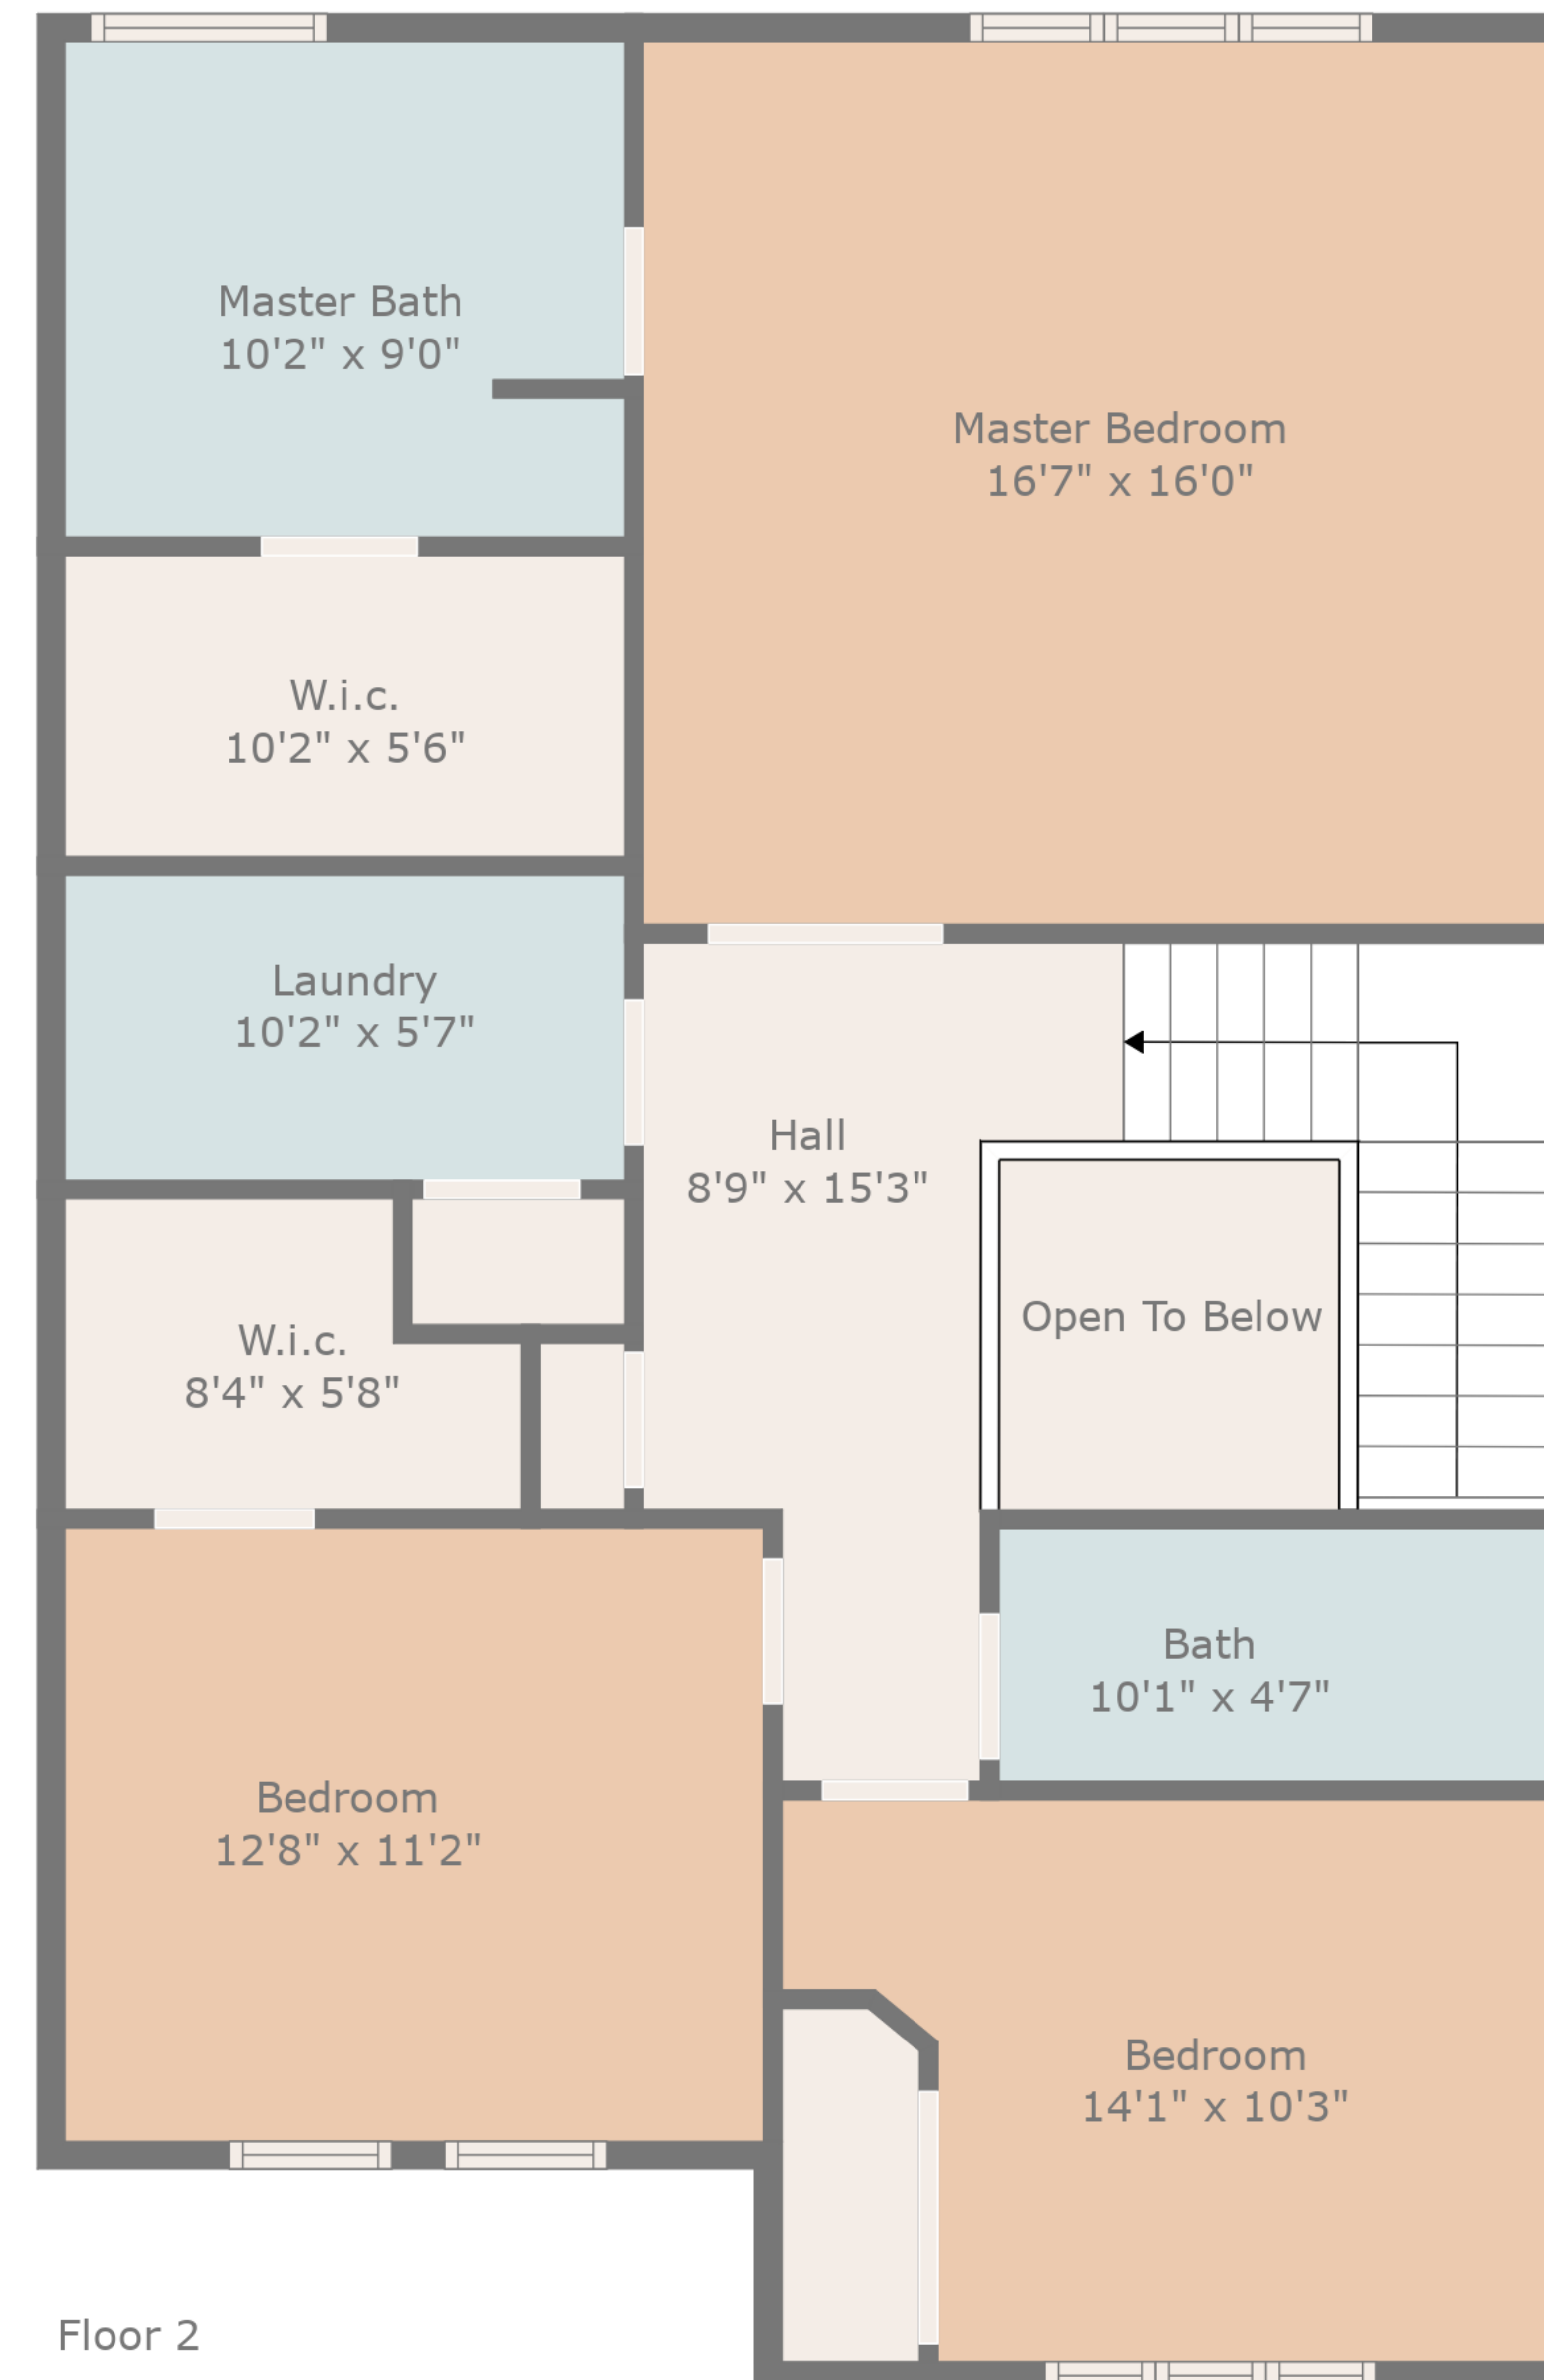 Master Bath
10'2" x 9'0"
Master Bedroom
16'7" x 16'0"
W.i.c.
10'2" x 5'6"
Laundry
10'2" x 5'7"
Hall
8'9" x 15'3"
Open To Below
W.i.c.
8'4" x 5'8"
Bath
10'1" x 4'7"
Bedroom
12'8" x 11'2"
Bedroom
14'1" x 10'3"
Floor 2